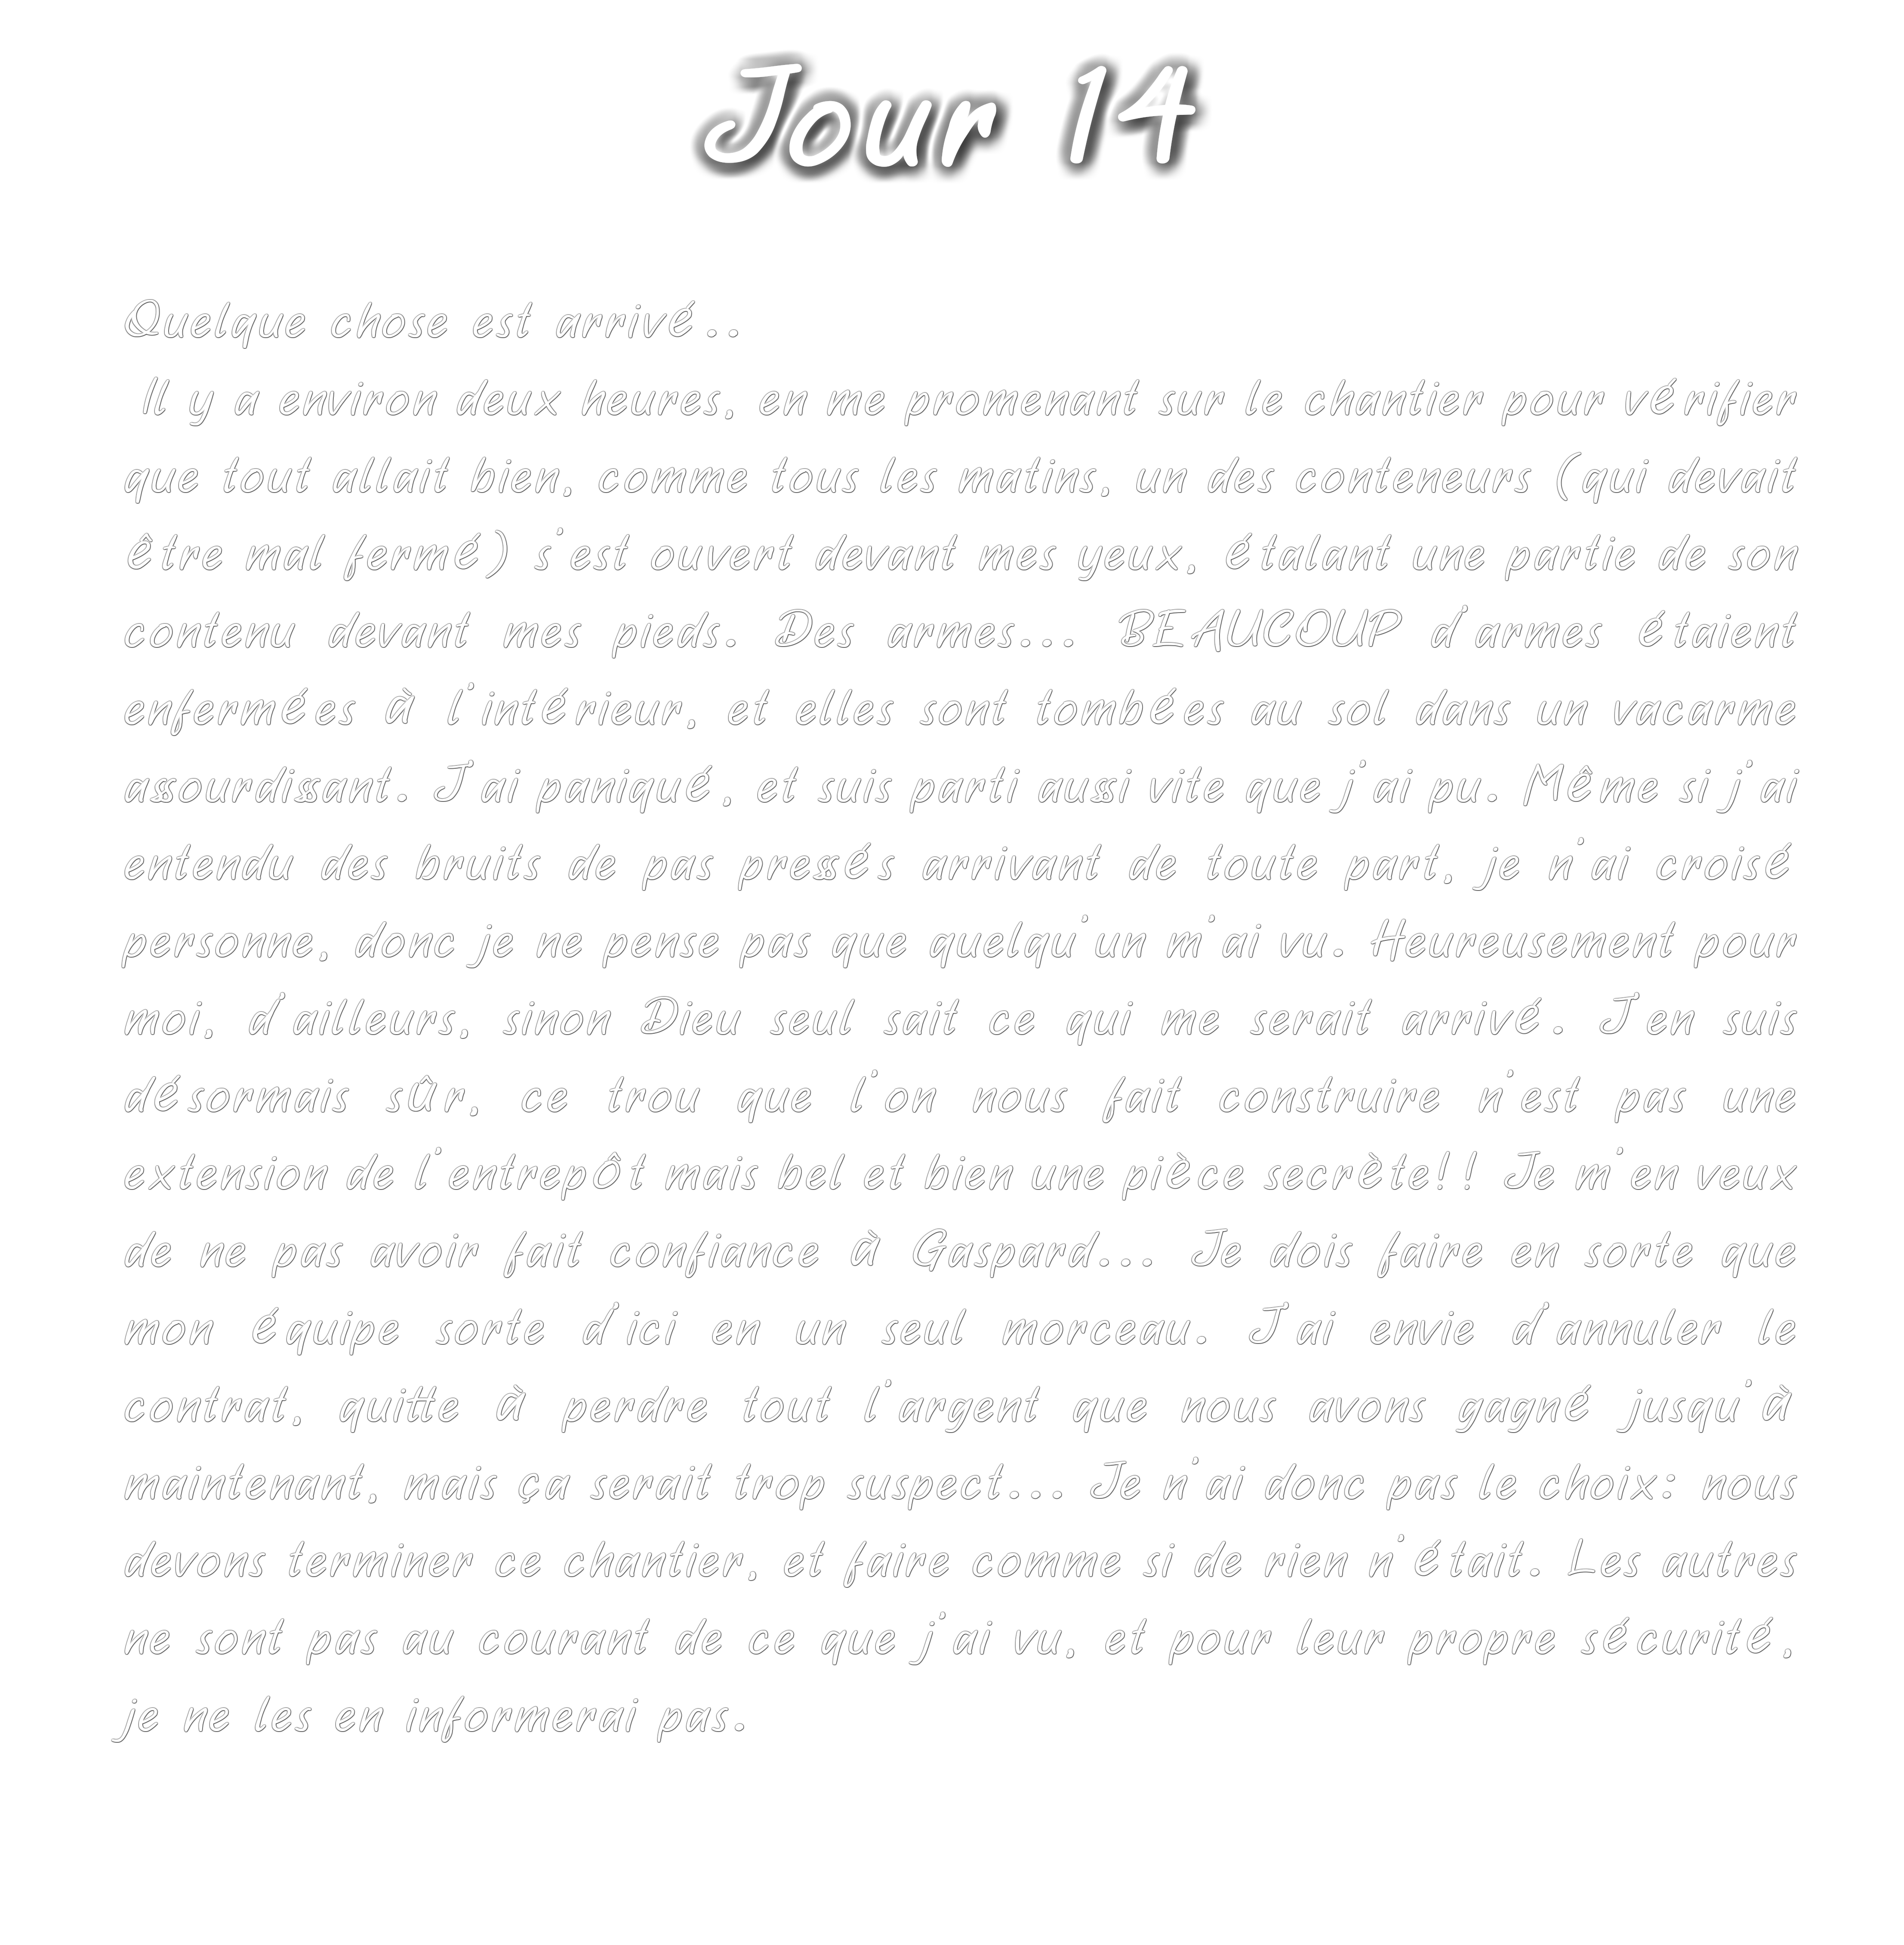 Jour 14
Quelque chose est arrivé..
Il y a environ deux heures, en me promenant sur le chantier pour vérifier
que tout allait bien, comme tous les matins, un des conteneurs (qui devait
être mal fermé) s'est ouvert devant mes yeux, étalant une partie de son
contenu devant mes pieds. Des armes... BEAUCOUP d'armes étaient
enfermées à l'intérieur, et elles sont tombées au sol dans un vacarme
assourdissant. J'ai paniqué, et suis parti aussi vite que j'ai pu. Même si j'ai
entendu des bruits de pas pressés arrivant de toute part, je n'ai croisé
personne, donc je ne pense pas que quelqu'un m'ai vu. Heureusement pour
moi, d'ailleurs, sinon Dieu seul sait ce qui me serait arrivé. J'en suis
désormais sûr, ce trou que l'on nous fait construire n'est pas une
extension de l'entrepôt mais bel et bien une pièce secrète!! Je m'en veux
de ne pas avoir fait confiance à Gaspard... Je dois faire en sorte que
mon équipe sorte d'ici en un seul morceau. J'ai envie d'annuler le
contrat, quitte à perdre tout l'argent que nous avons gagné jusqu'à
maintenant, mais ça serait trop suspect... Je n'ai donc pas le choix: nous
devons terminer ce chantier, et faire comme si de rien n'était. Les autres
ne sont pas au courant de ce que j'ai vu, et pour leur propre sécurité,
je ne les en informerai pas.